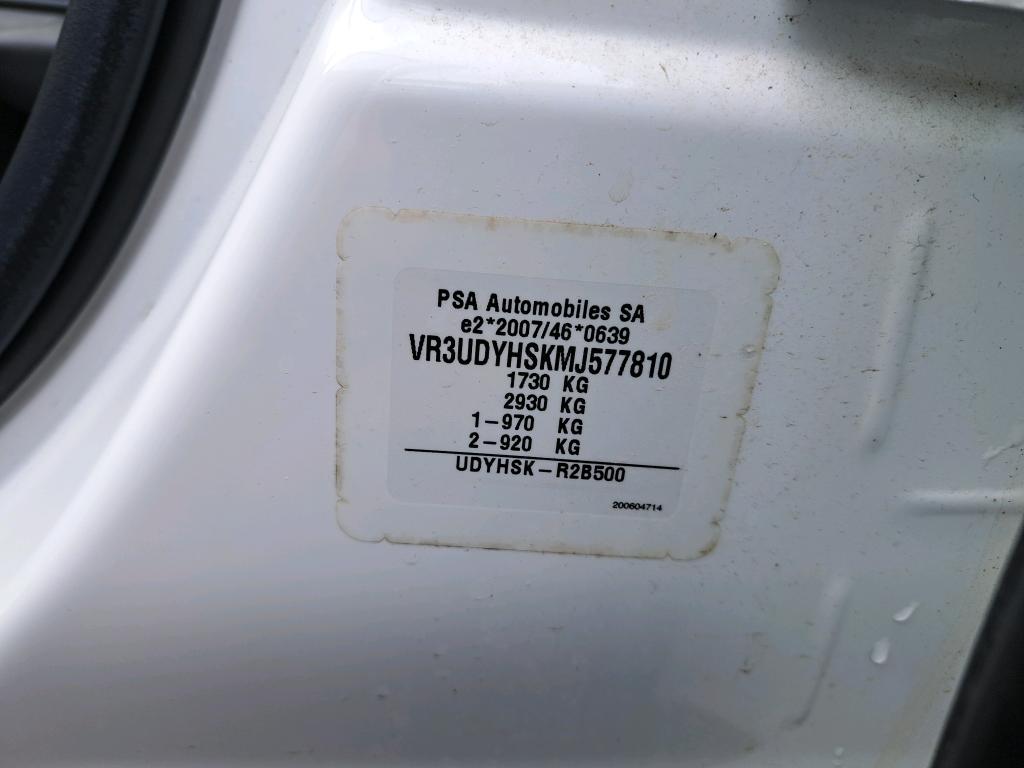 PSA Automobiles SA
e2*2007/46*0639
VR3UDYHSKMJ577810
1730 KG
2930 KG
1-970 KG
2-920 KG
UDYHSK-R2B500
200604714